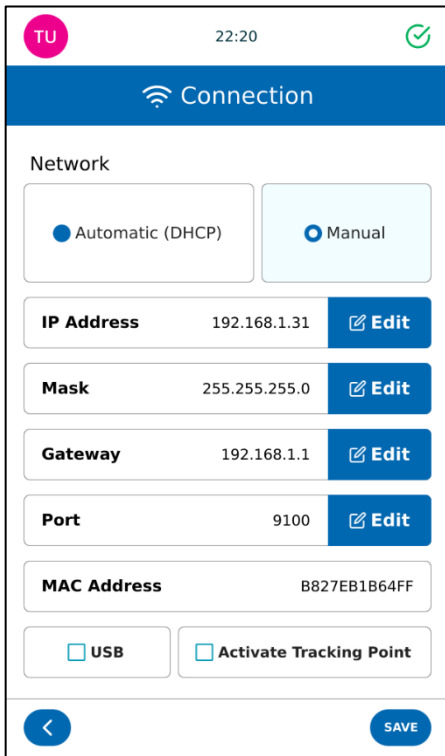 TU 22:20
Connection
Network
Automatic (DHCP) Manual
IP Address 192.168.1.31 Edit
Mask 255.255.255.0 Edit
Gateway 192.168.1.1 Edit
Port 9100 Edit
MAC Address B827EB1B64FF
USB Activate Tracking Point
SAVE